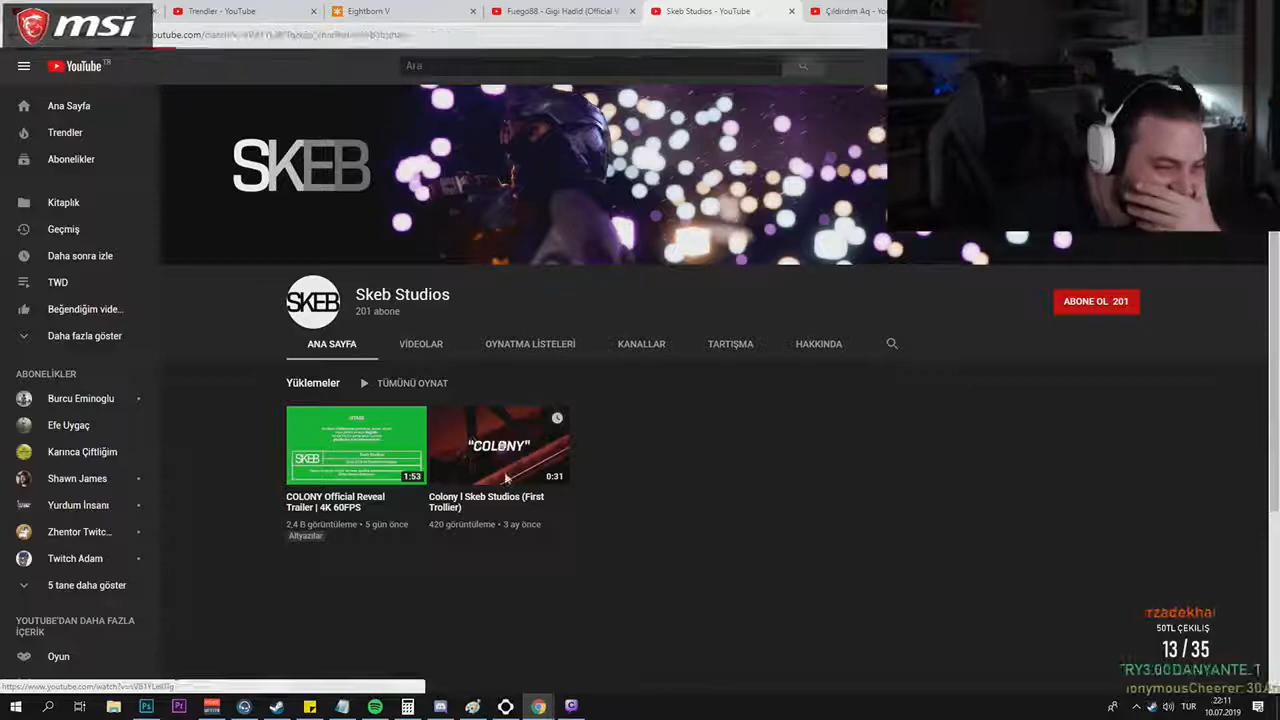 msi
Trendler - YouTube
Eightborn V
Fuego88 - Gigi Hadid (Official V
Skeb Studios - YouTube
Çıldırdım Aq - Yo
YouTube TR
Ara
Ana Sayfa
Trendler
Abonelikler
Kitaplık
Geçmiş
Daha sonra izle
TWD
Beğendiğim vide...
Daha fazla göster
ABONELİKLER
Burcu Eminoglu
Efe Uygaç
Karınca Çiftliğim
Shawn James
Yurdum İnsanı
Zhentor Twitc...
Twitch Adam
5 tane daha göster
YOUTUBE'DAN DAHA FAZLA
İÇERİK
Oyun
SKEB
SKEB
Skeb Studios
201 abone
ABONE OL 201
ANA SAYFA
VİDEOLAR
OYNATMA LİSTELERİ
KANALLAR
TARTIŞMA
HAKKINDA
Yüklemeler
TÜMÜNÜ OYNAT
SKEB
1:53
COLONY Official Reveal
Trailer | 4K 60FPS
2,4 B görüntüleme • 5 gün önce
Altyazılar
"COLONY"
0:31
Colony l Skeb Studios (First
Trollier)
420 görüntüleme • 3 ay önce
rzadekhai
50TL ÇEKİLİŞ
13 / 35
TUR
22:11
10.07.2019